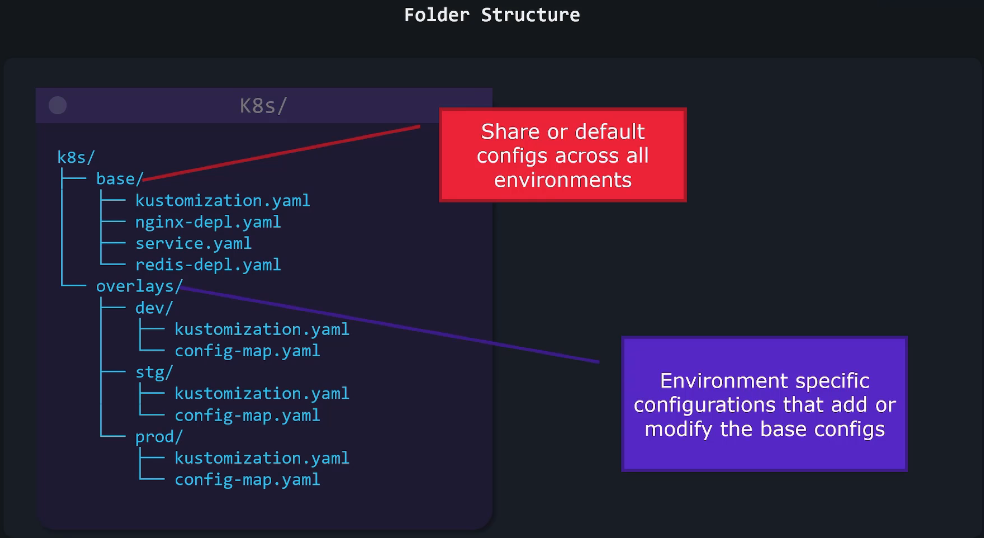 Folder Structure
K8s/
Share or default
configs across all
environments
k8s/
base/
kustomization.yaml
nginx-depl.yaml
service.yaml
redis-depl.yaml
overlays/
dev/
kustomization.yaml
config-map.yaml
stg/
kustomization.yaml
config-map.yaml
prod/
kustomization.yaml
config-map.yaml
Environment specific
configurations that add or
modify the base configs